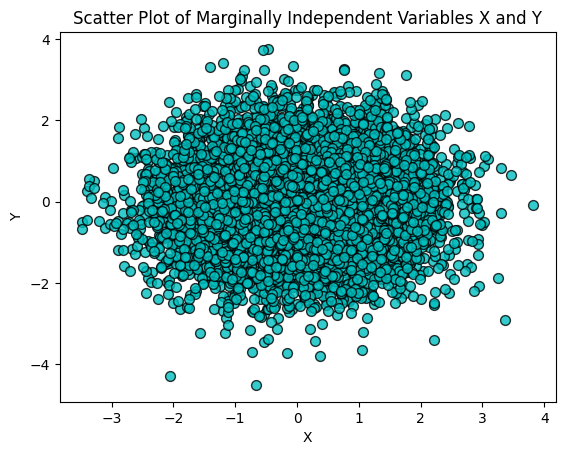 Scatter Plot of Marginally Independent Variables X and Y
4
2
0
−2
−4
Y
−3 −2 −1 0 1 2 3 4
X